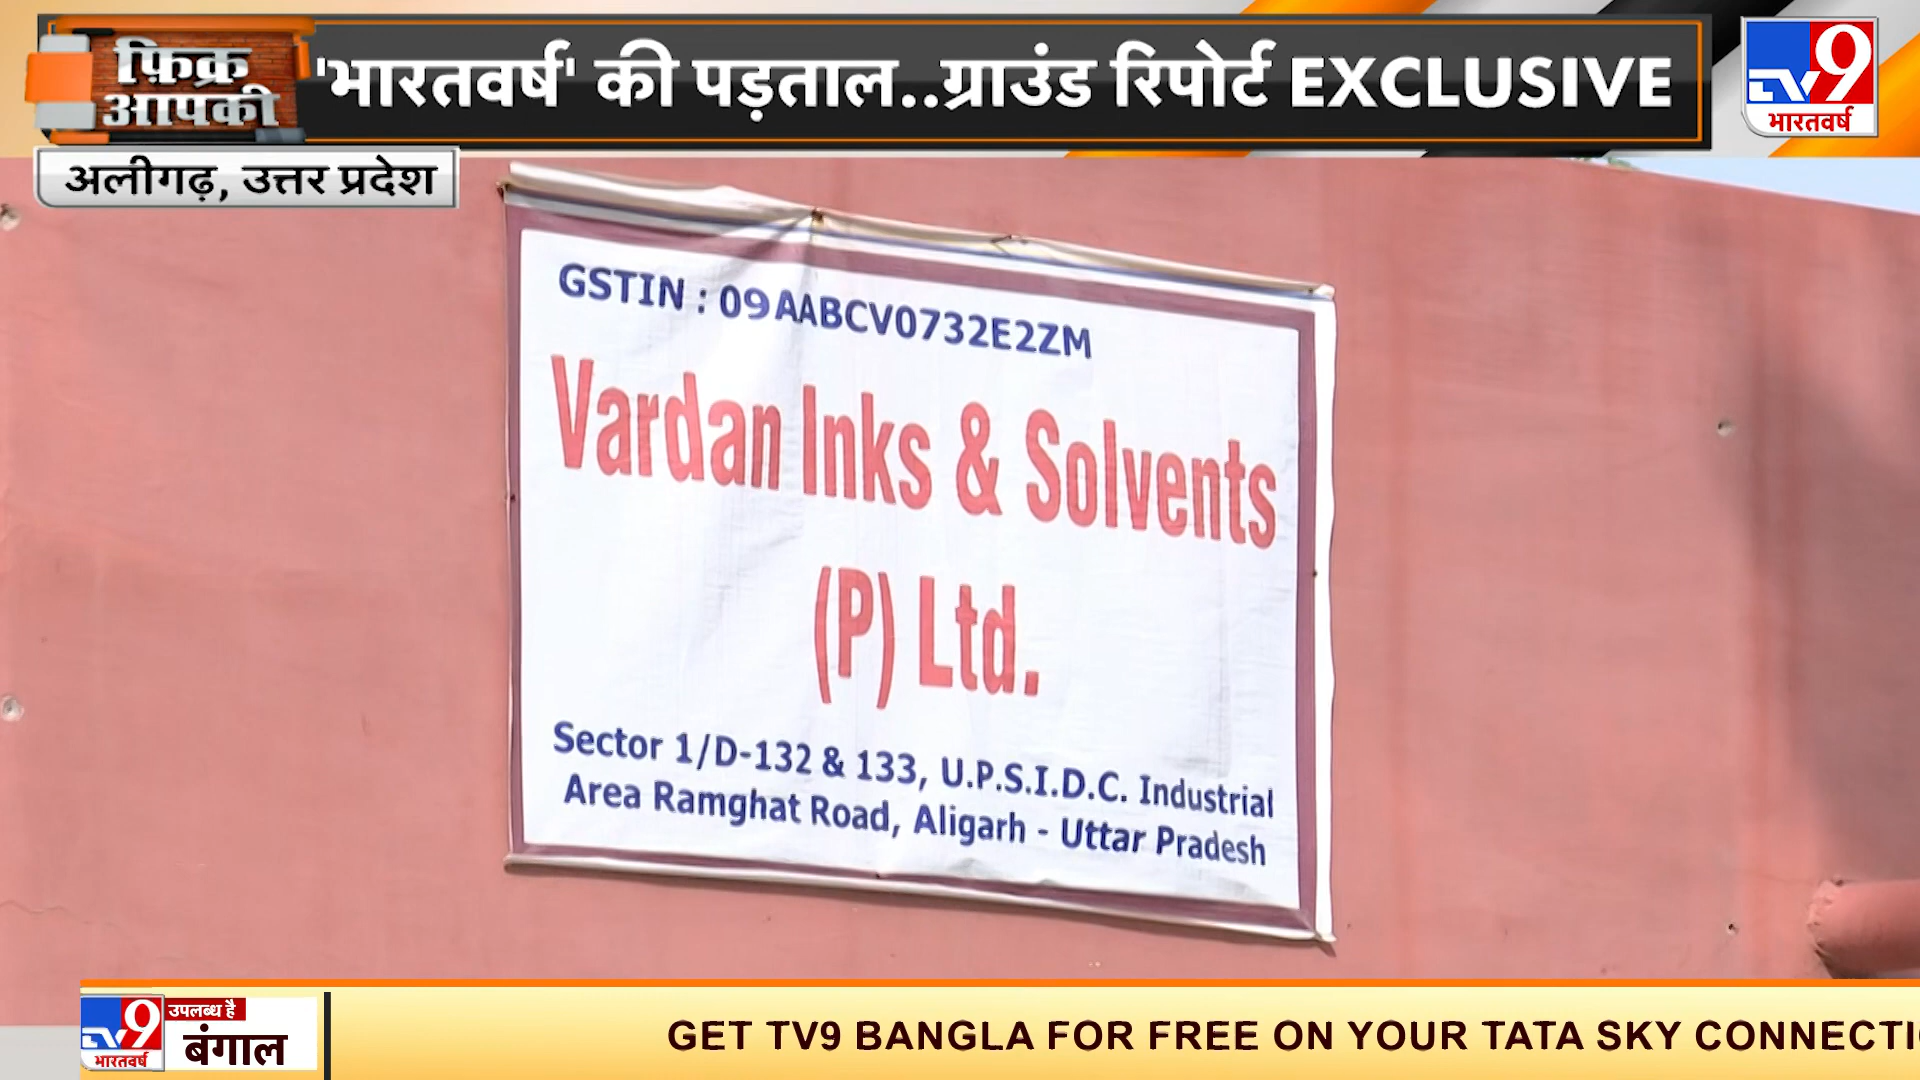 फ़िक्र
आपकी
'भारतवर्ष' की पड़ताल..ग्राउंड रिपोर्ट EXCLUSIVE
TV9
भारतवर्ष
अलीगढ़, उत्तर प्रदेश
GSTIN : 09AABCV0732E2ZM
Vardan Inks & Solvents
(P) Ltd.
Sector 1/D-132 & 133, U.P.S.I.D.C. Industrial
Area Ramghat Road, Aligarh - Uttar Pradesh
TV9
भारतवर्ष
उपलब्ध है
बंगाल
GET TV9 BANGLA FOR FREE ON YOUR TATA SKY CONNECTI